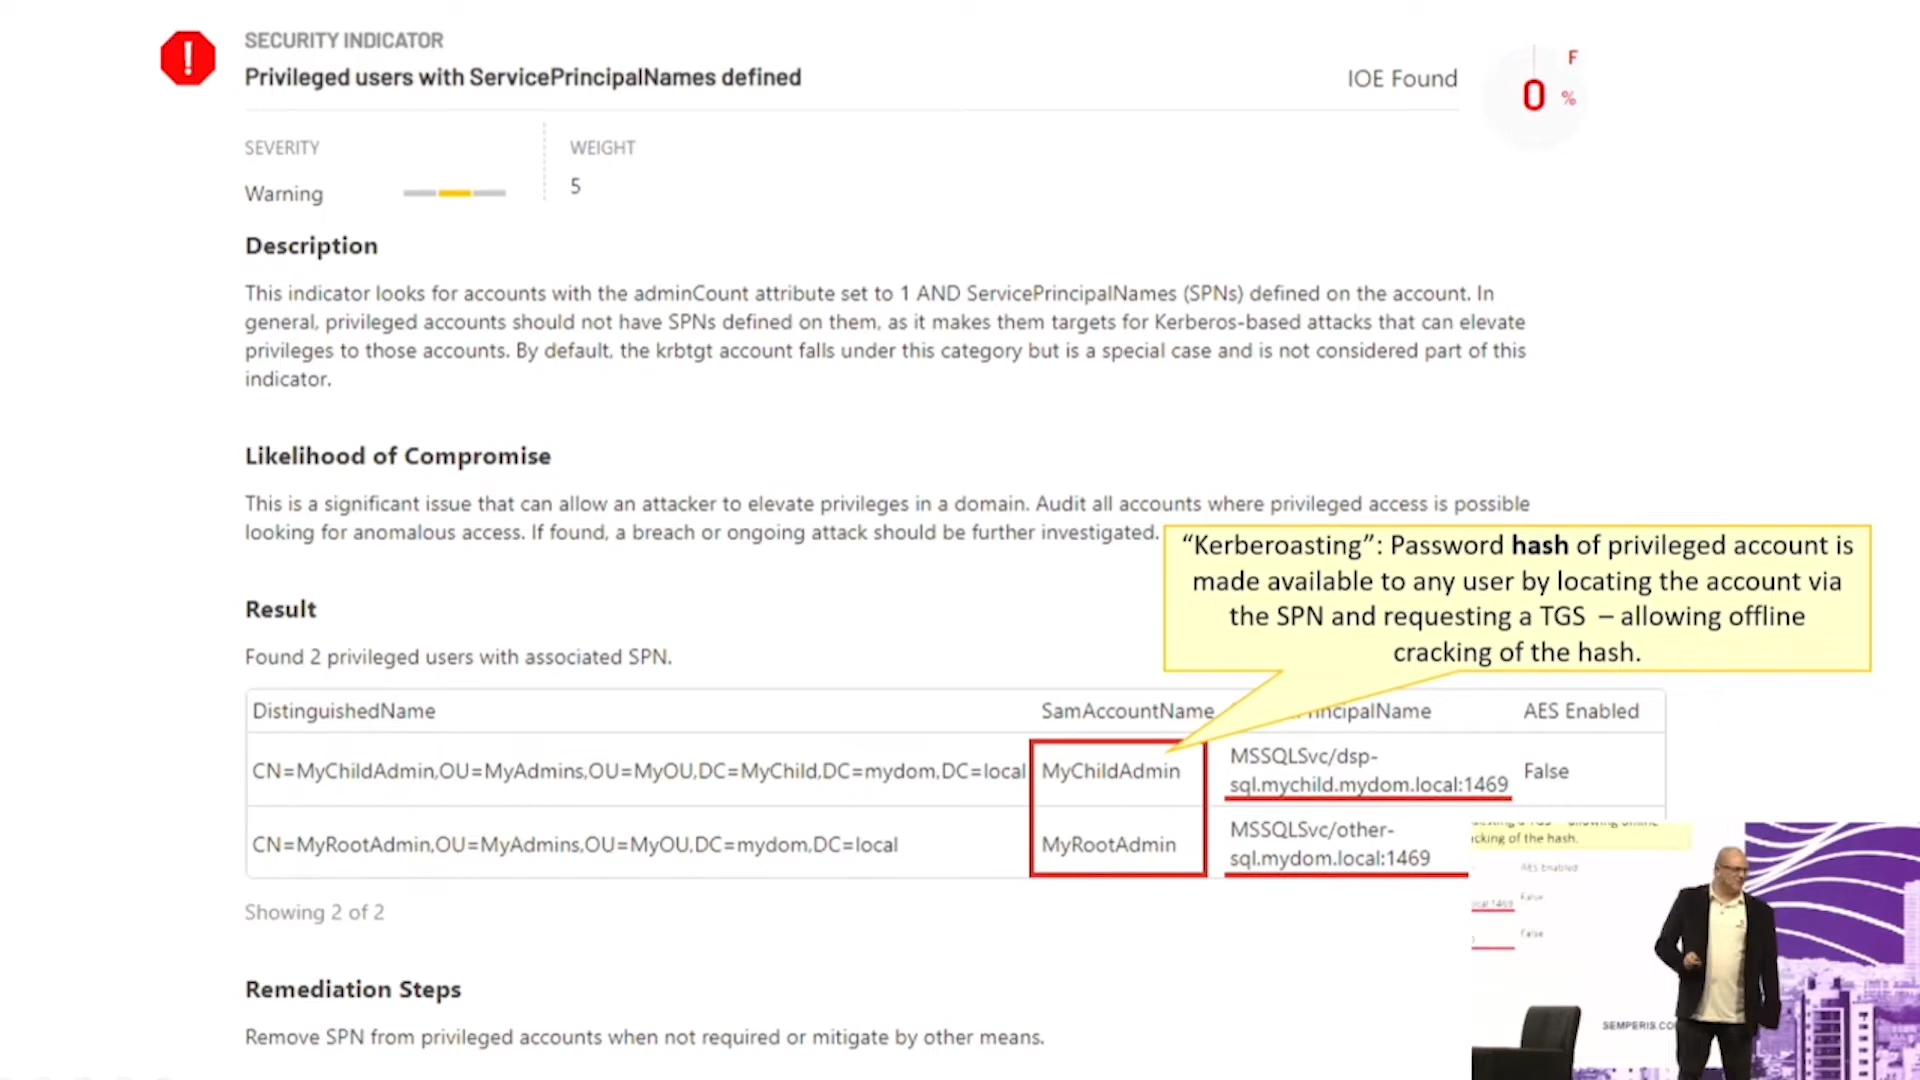 SECURITY INDICATOR
Privileged users with ServicePrincipalNames defined
IOE Found
F
0 %
SEVERITY
WEIGHT
Warning
5
Description
This indicator looks for accounts with the adminCount attribute set to 1 AND ServicePrincipalNames (SPNs) defined on the account. In
general, privileged accounts should not have SPNs defined on them, as it makes them targets for Kerberos-based attacks that can elevate
privileges to those accounts. By default, the krbtgt account falls under this category but is a special case and is not considered part of this
indicator.
Likelihood of Compromise
This is a significant issue that can allow an attacker to elevate privileges in a domain. Audit all accounts where privileged access is possible
looking for anomalous access. If found, a breach or ongoing attack should be further investigated.
“Kerberoasting”: Password hash of privileged account is
made available to any user by locating the account via
the SPN and requesting a TGS – allowing offline
cracking of the hash.
Result
Found 2 privileged users with associated SPN.
DistinguishedName
SamAccountName
PrincipalName
AES Enabled
CN=MyChildAdmin,OU=MyAdmins,OU=MyOU,DC=MyChild,DC=mydom,DC=local
MyChildAdmin
MSSQLSvc/dsp-
sql.mychild.mydom.local:1469
False
CN=MyRootAdmin,OU=MyAdmins,OU=MyOU,DC=mydom,DC=local
MyRootAdmin
MSSQLSvc/other-
sql.mydom.local:1469
Showing 2 of 2
Remediation Steps
Remove SPN from privileged accounts when not required or mitigate by other means.
cking of the hash.
AES Enabled
False
False
SEMPERIS.CO